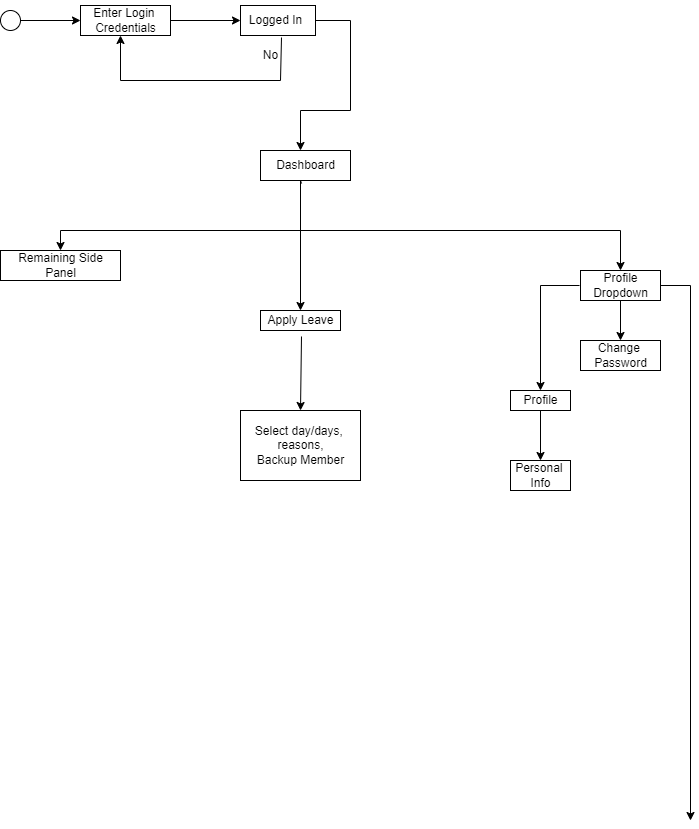 Enter Login
Credentials
Logged In
No
Dashboard
Remaining Side
Panel
Profile
Dropdown
Apply Leave
Change
Password
Profile
Select day/days,
reasons,
Backup Member
Personal
Info